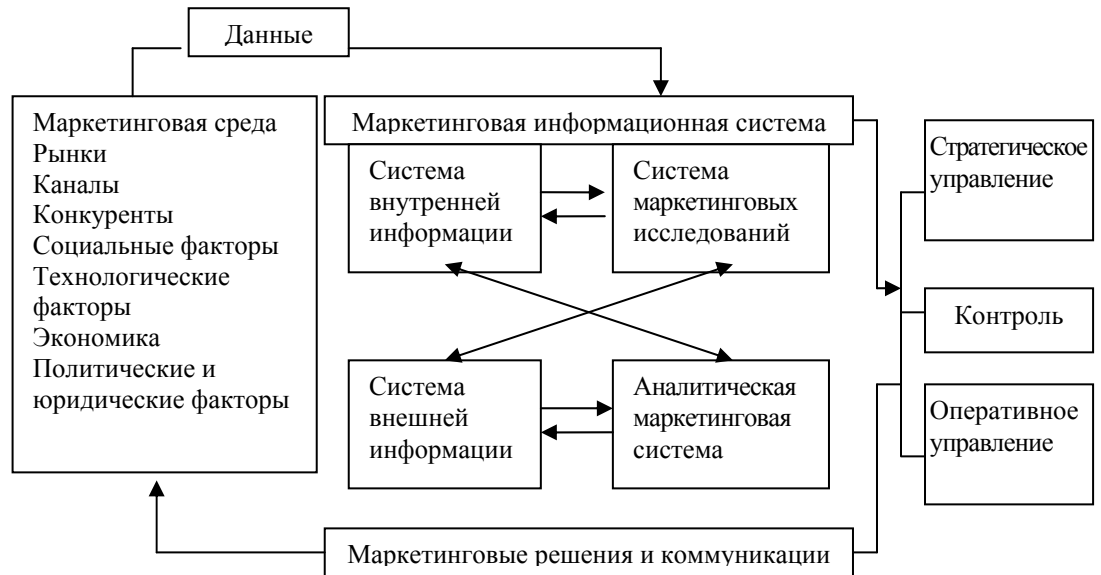 Данные
Маркетинговая среда
Рынки
Каналы
Конкуренты
Социальные факторы
Технологические
факторы
Экономика
Политические и
юридические факторы
Маркетинговая информационная система
Система
внутренней
информации
Система
маркетинговых
исследований
Система
внешней
информации
Аналитическая
маркетинговая
система
Стратегическое
управление
Контроль
Оперативное
управление
Маркетинговые решения и коммуникации